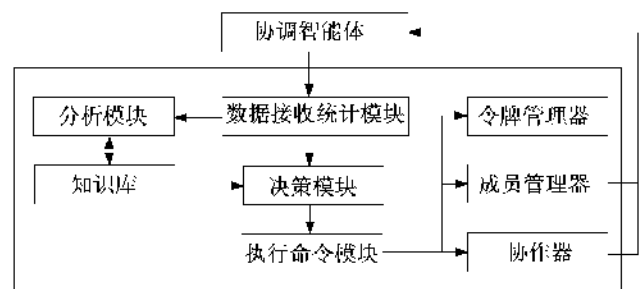 协调智能体
分析模块
数据接收统计模块
令牌管理器
知识库
决策模块
成员管理器
执行命令模块
协作器